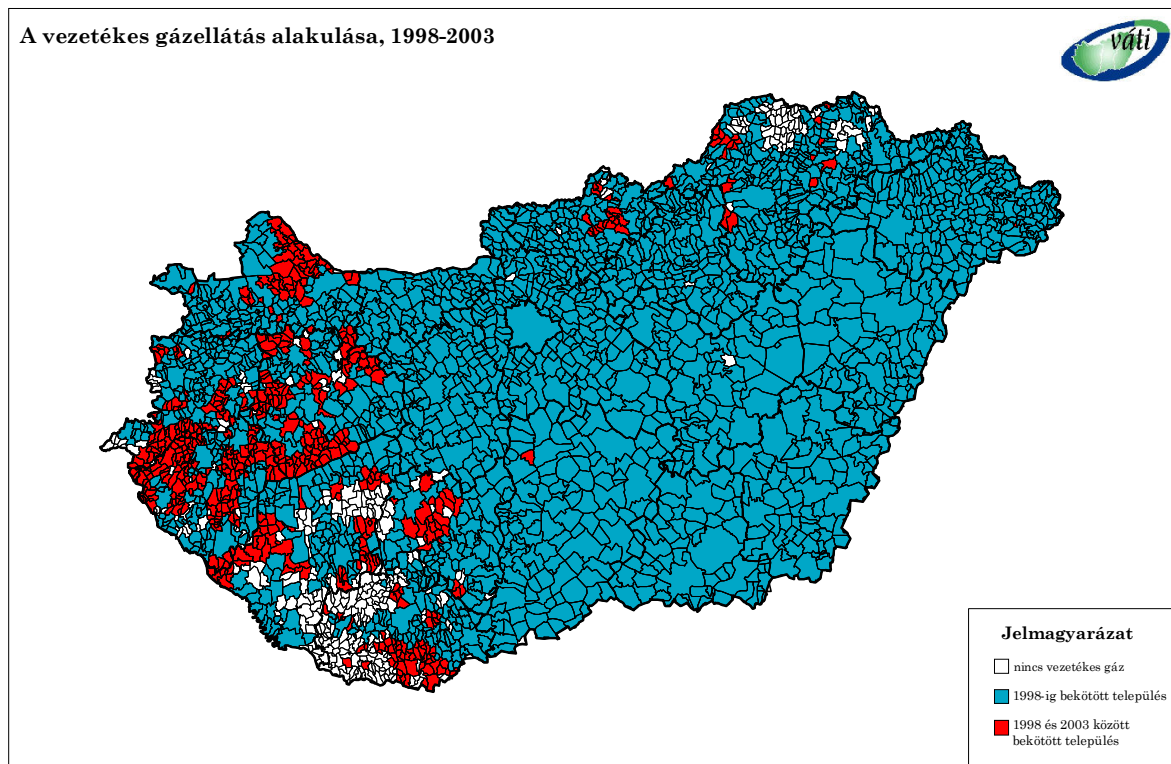 A vezetékes gázellátás alakulása, 1998-2003
váti
Jelmagyarázat
nincs vezetékes gáz
1998-ig bekötött település
1998 és 2003 között
bekötött település